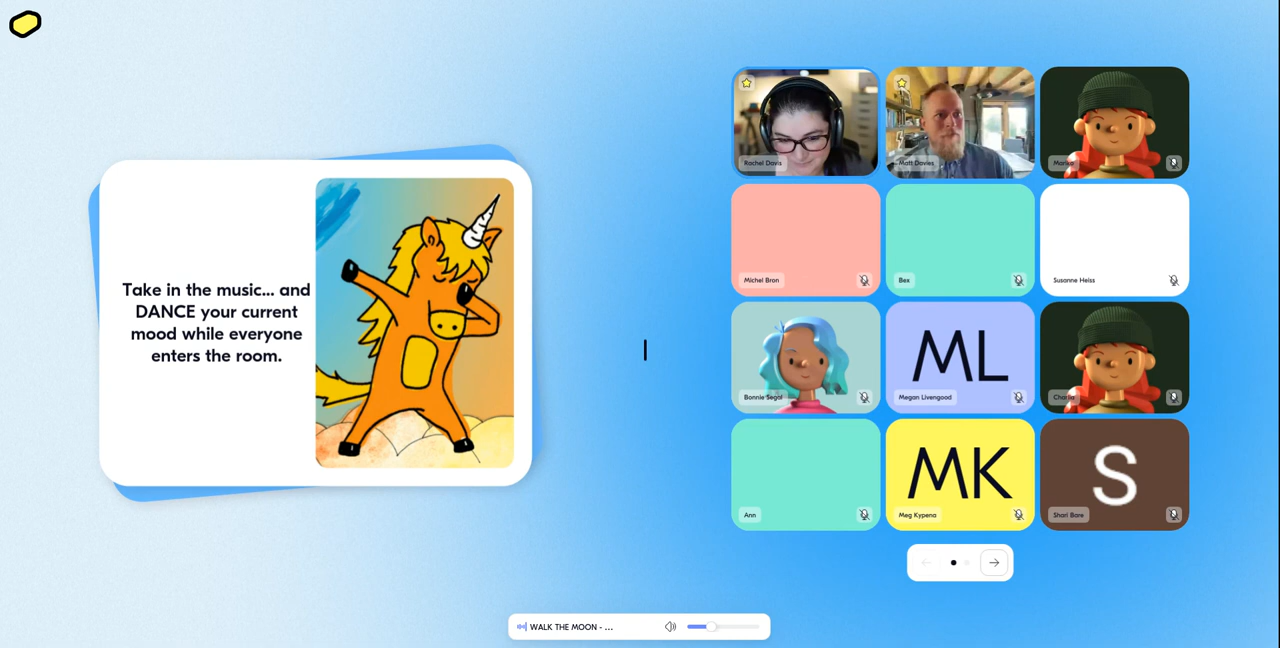 Take in the music... and
DANCE your current
mood while everyone
enters the room.
Rachel Davis
Matt Davies
Marika
Michel Bron
Bex
Susanne Heiss
Bonnie Segal
ML
Megan Livengood
Charlie
Ann
MK
Meg Kypena
S
Shari Bare
WALK THE MOON - ...